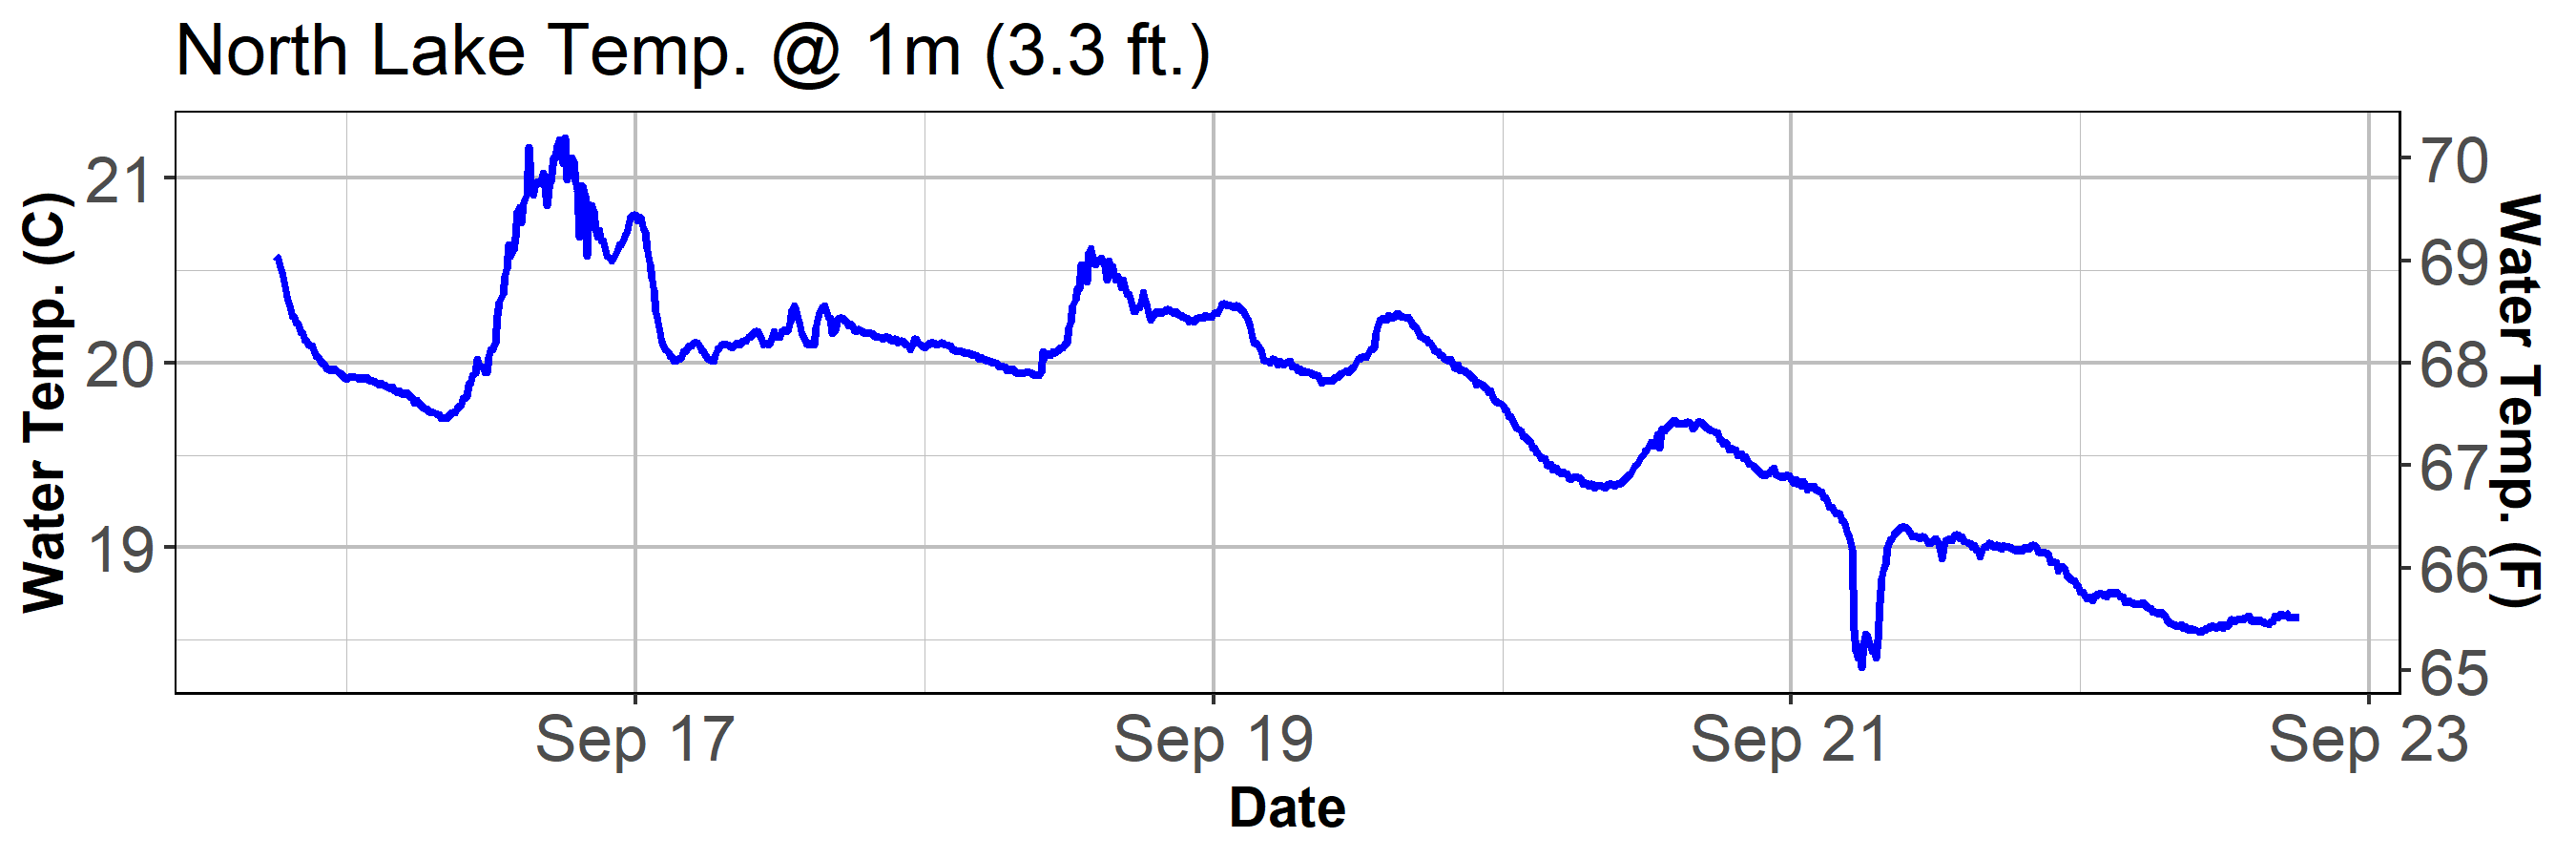 North Lake Temp. @ 1m (3.3 ft.)
Water Temp. (C)
21
20
19
70
69
68
67
66
65
Water Temp. (F)
Sep 17
Sep 19
Sep 21
Sep 23
Date